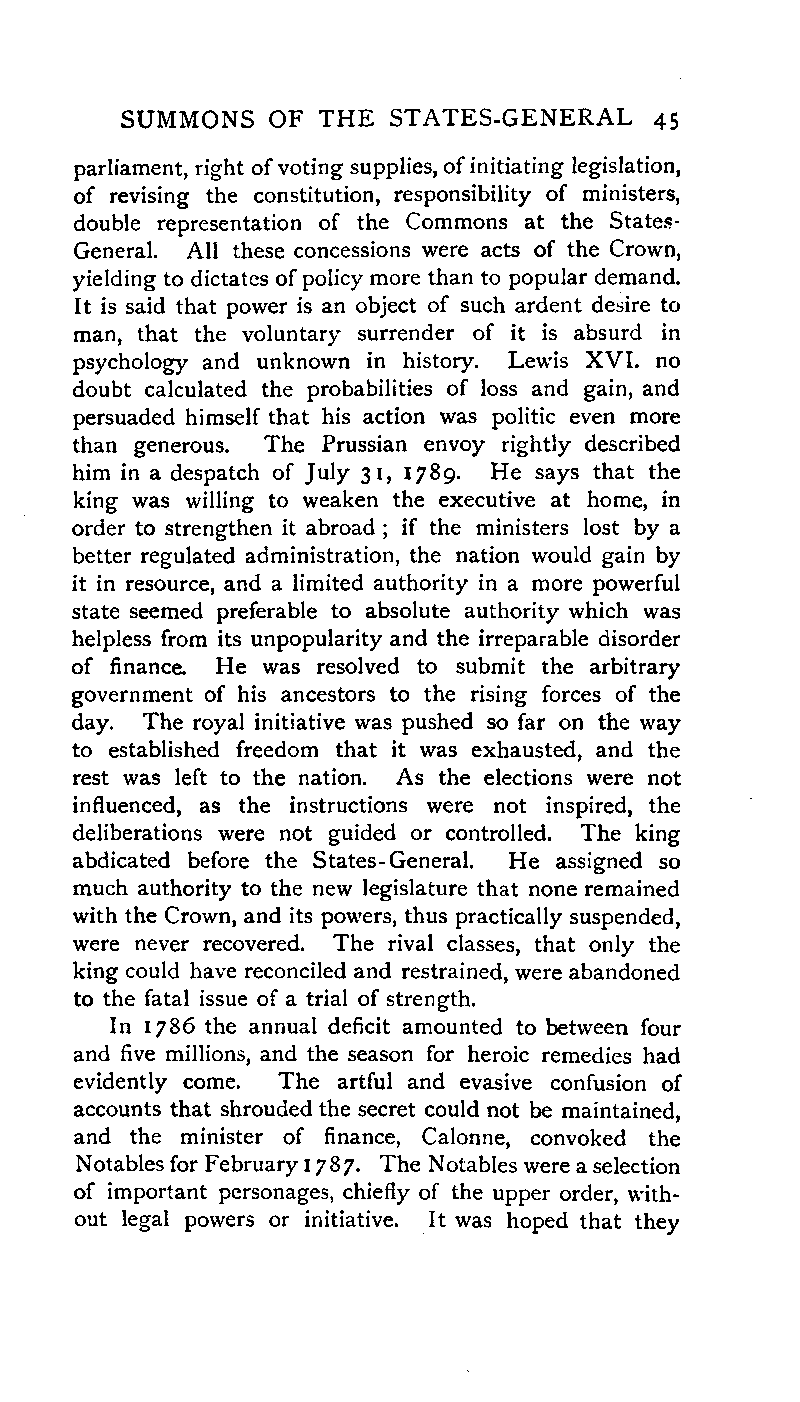 SUMMONS OF THE STATES-GENERAL 45
parliament, right of voting supplies, of initiating legislation,
of revising the constitution, responsibility of ministers,
double representation of the Commons at the States-
General. All these concessions were acts of the Crown,
yielding to dictates of policy more than to popular demand.
It is said that power is an object of such ardent desire to
man, that the voluntary surrender of it is absurd in
psychology and unknown in history. Lewis XVI. no
doubt calculated the probabilities of loss and gain, and
persuaded himself that his action was politic even more
than generous. The Prussian envoy rightly described
him in a despatch of July 31, 1789. He says that the
king was willing to weaken the executive at home, in
order to strengthen it abroad ; if the ministers lost by a
better regulated administration, the nation would gain by
it in resource, and a limited authority in a more powerful
state seemed preferable to absolute authority which was
helpless from its unpopularity and the irreparable disorder
of finance. He was resolved to submit the arbitrary
government of his ancestors to the rising forces of the
day. The royal initiative was pushed so far on the way
to established freedom that it was exhausted, and the
rest was left to the nation. As the elections were not
influenced, as the instructions were not inspired, the
deliberations were not guided or controlled. The king
abdicated before the States-General. He assigned so
much authority to the new legislature that none remained
with the Crown, and its powers, thus practically suspended,
were never recovered. The rival classes, that only the
king could have reconciled and restrained, were abandoned
to the fatal issue of a trial of strength.
In 1786 the annual deficit amounted to between four
and five millions, and the season for heroic remedies had
evidently come. The artful and evasive confusion of
accounts that shrouded the secret could not be maintained,
and the minister of finance, Calonne, convoked the
Notables for February 1787. The Notables were a selection
of important personages, chiefly of the upper order, with-
out legal powers or initiative. It was hoped that they